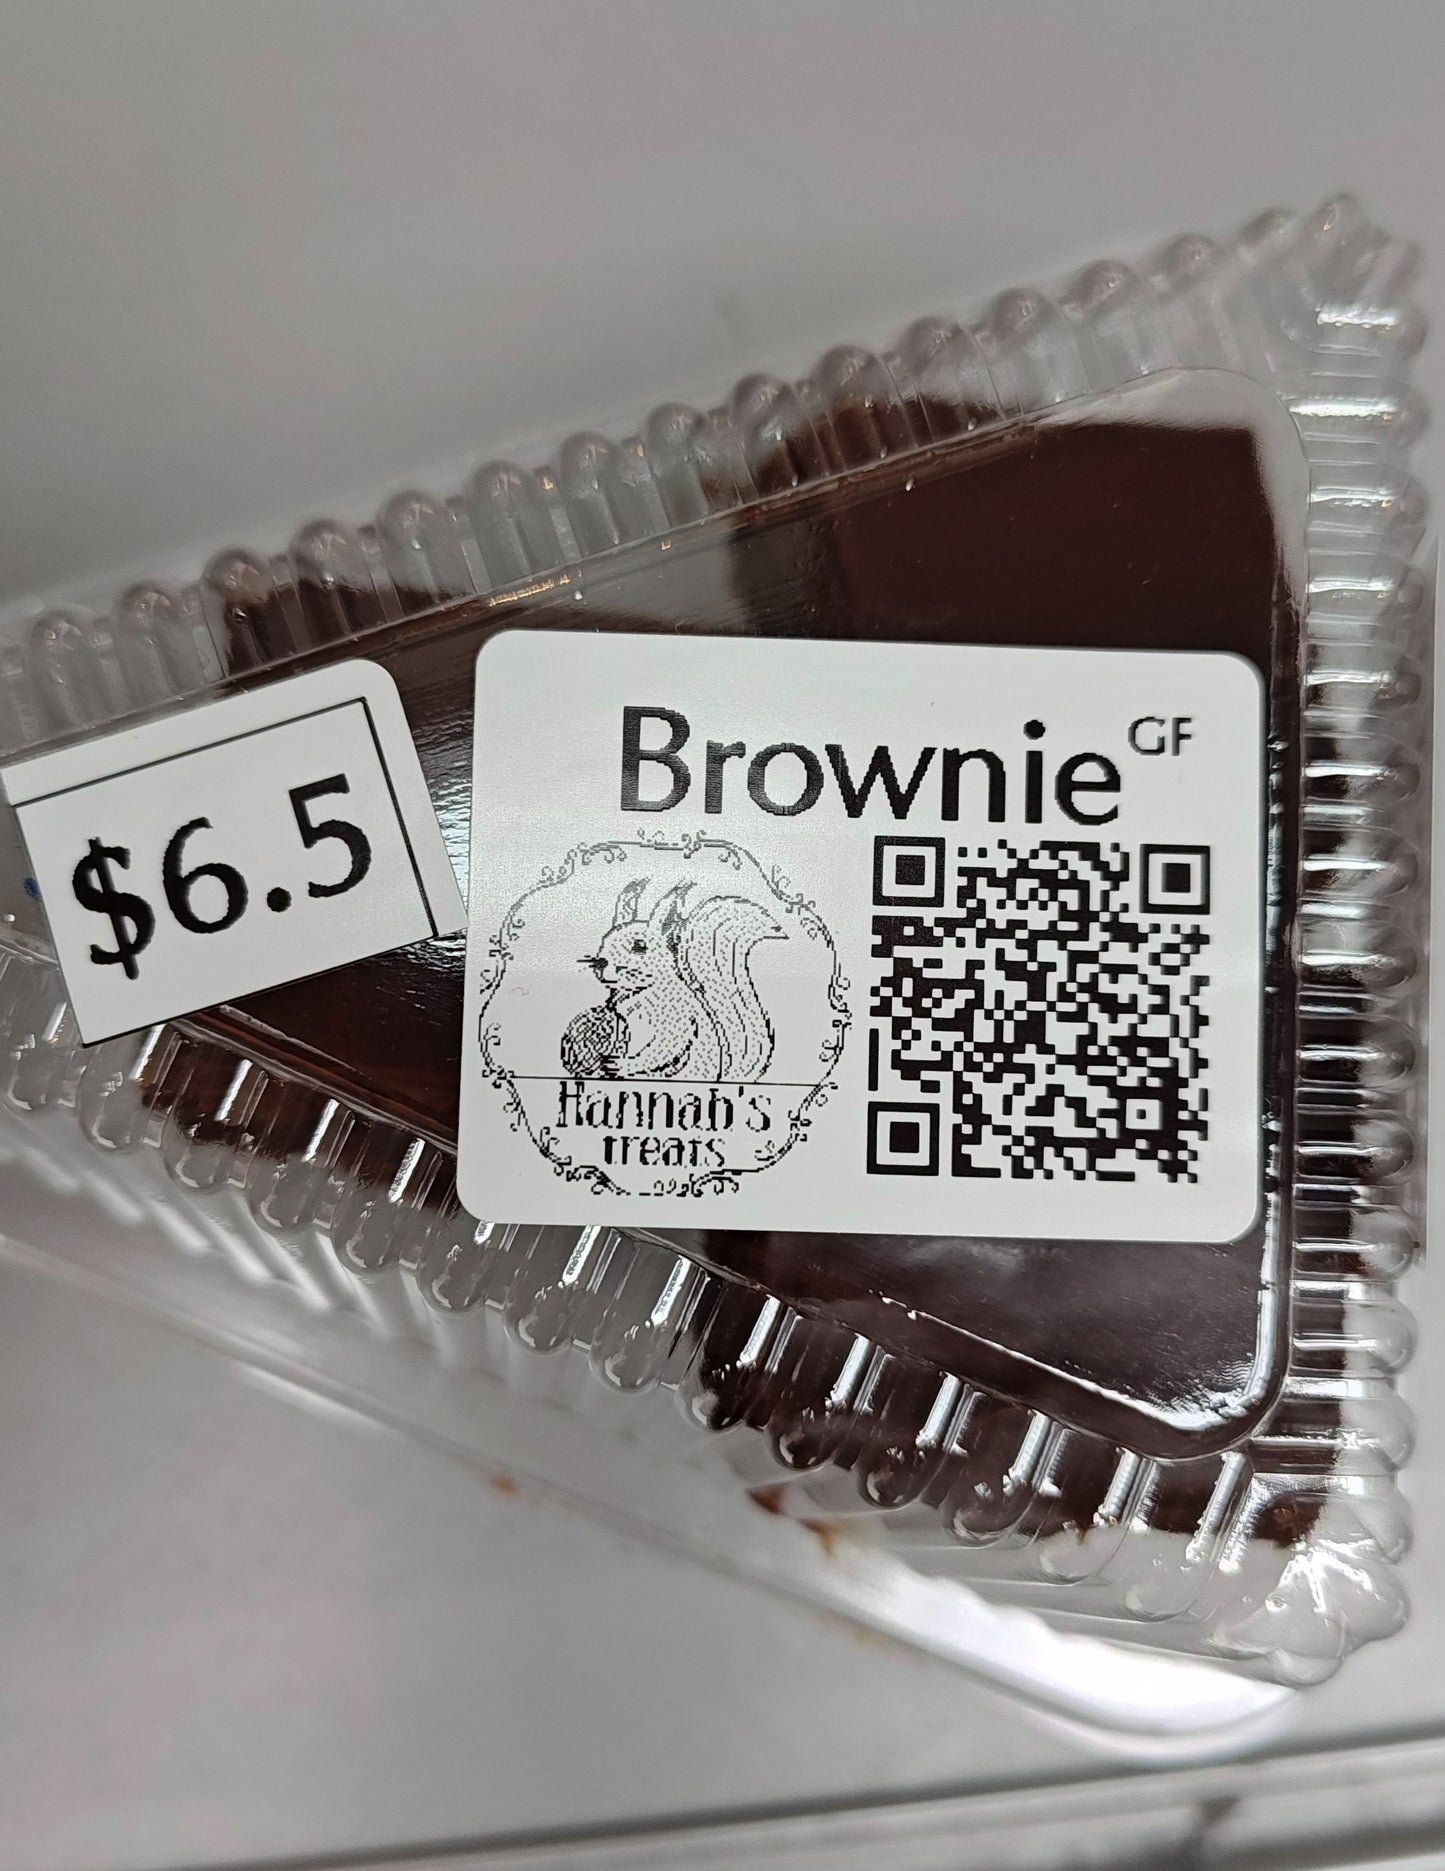 Brownie GF
$6.5
Hannah's
treats